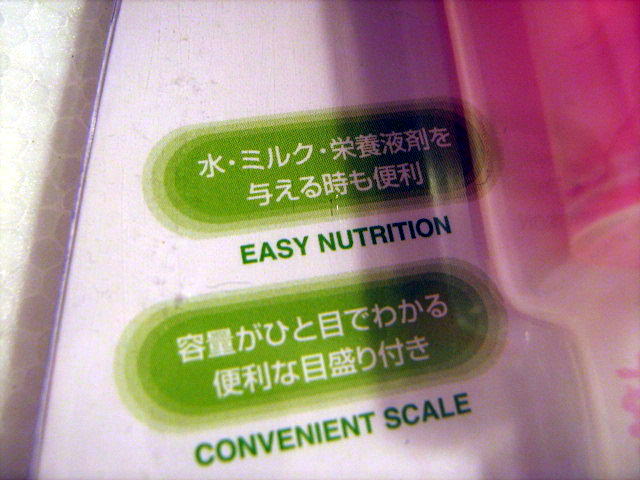 水・ミルク・栄養液剤を
与える時も便利
EASY NUTRITION
容量がひと目でわかる
便利な目盛り付き
CONVENIENT SCALE